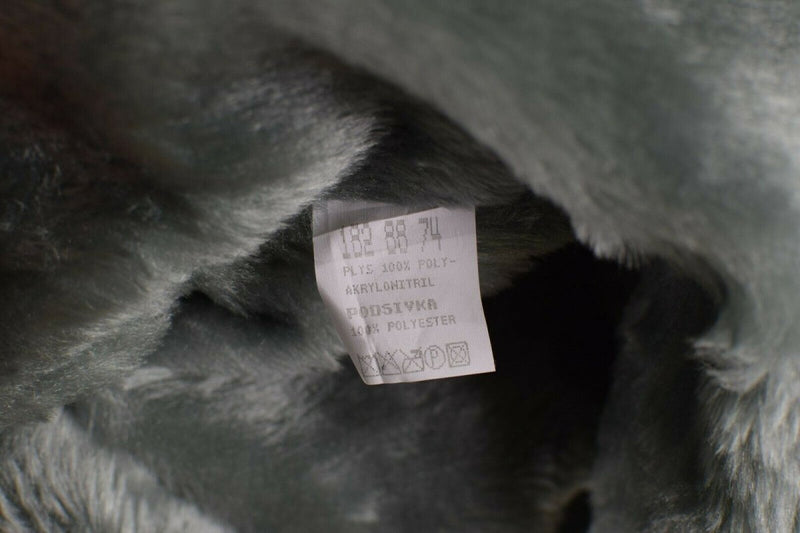 182 88 74
PLYS 100% POLY-
AKRYLONITRIL
PODSIVKA
100% POLYESTER
P